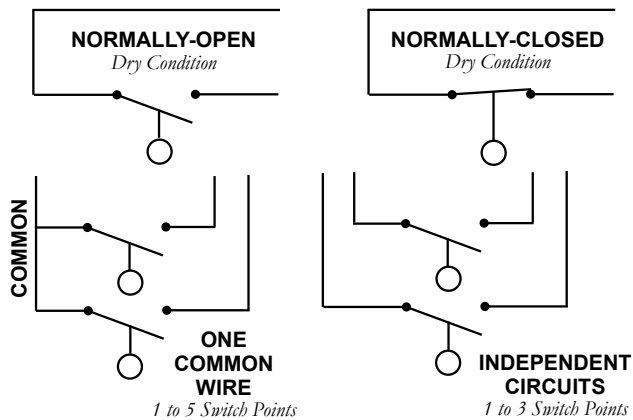 NORMALLY-OPEN
Dry Condition
NORMALLY-CLOSED
Dry Condition
COMMON
ONE
COMMON
WIRE
1 to 5 Switch Points
INDEPENDENT
CIRCUITS
1 to 3 Switch Points